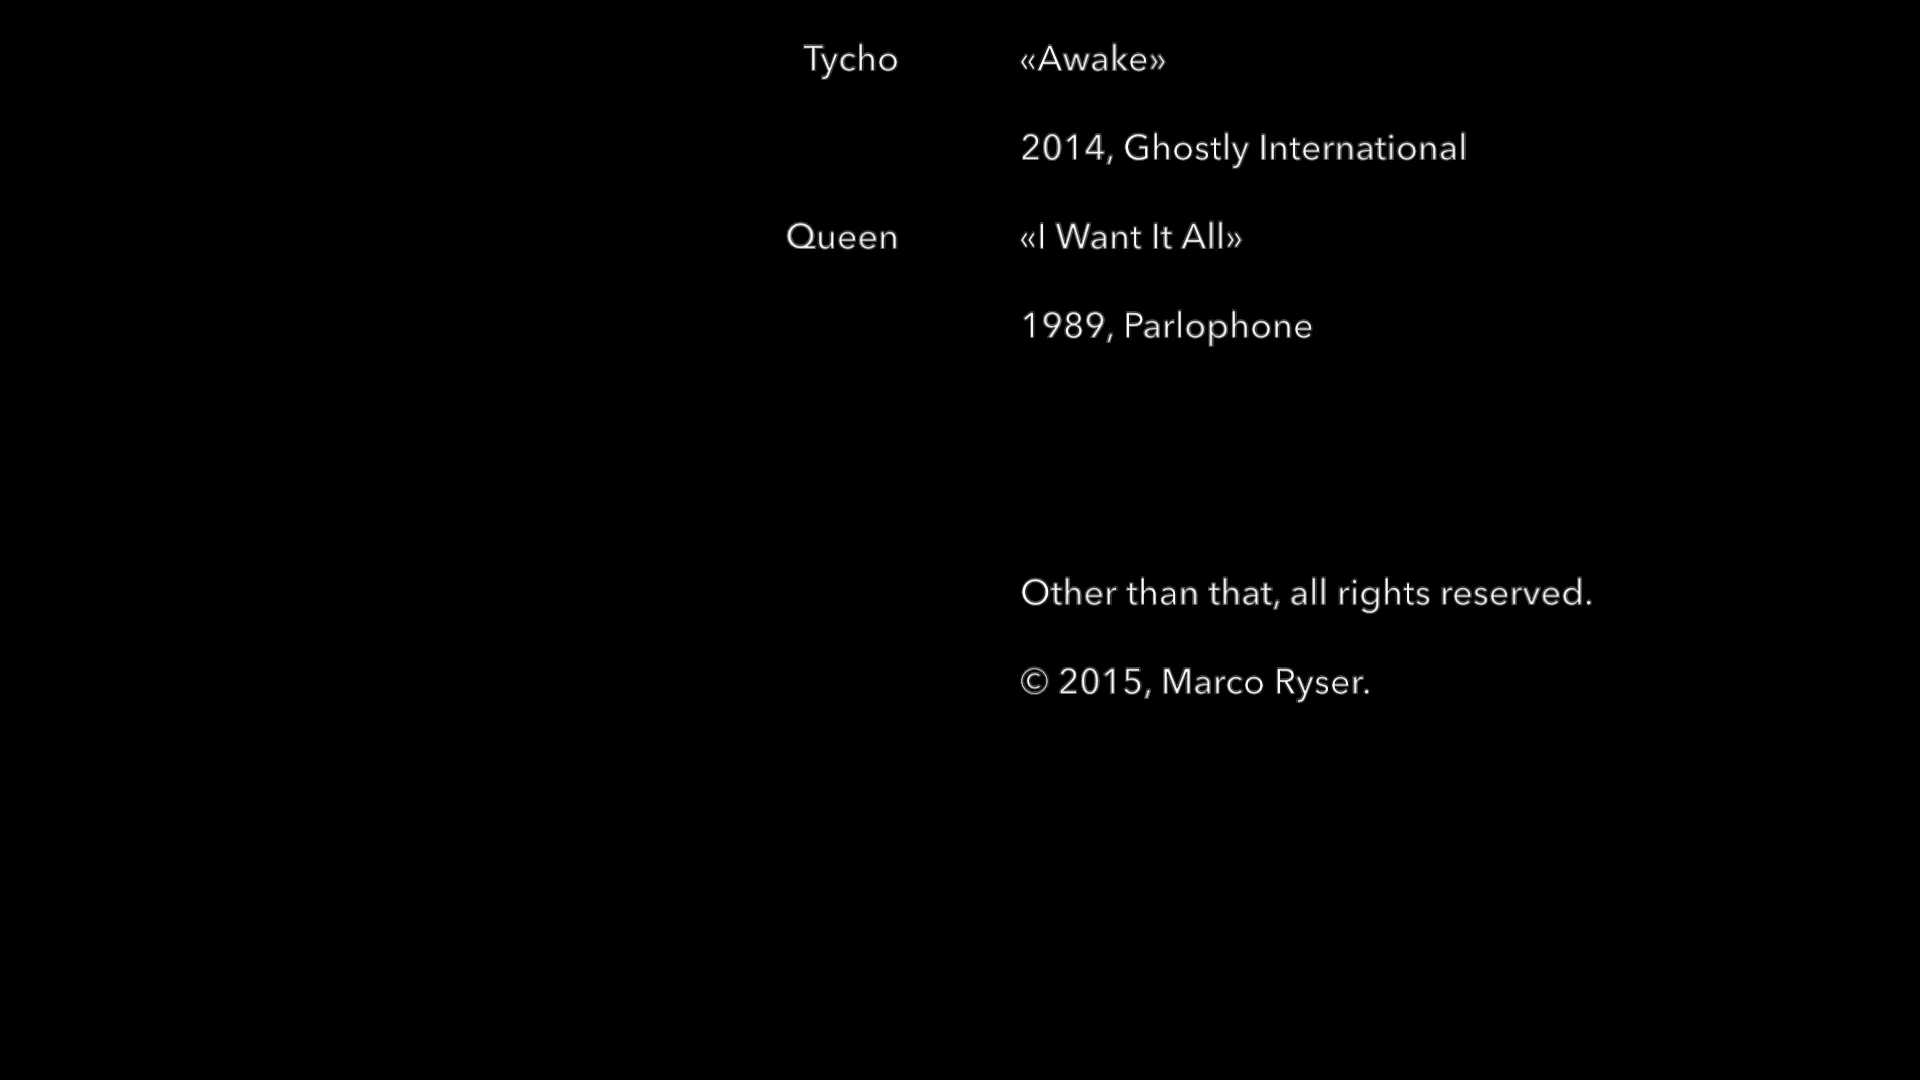 Tycho «Awake»
2014, Ghostly International
Queen «I Want It All»
1989, Parlophone
Other than that, all rights reserved.
© 2015, Marco Ryser.